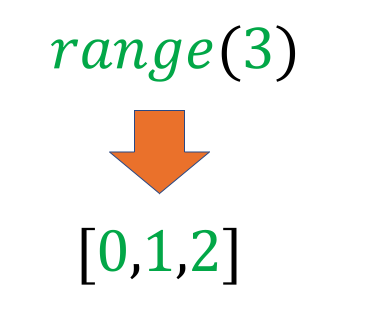 range(3)
[0,1,2]